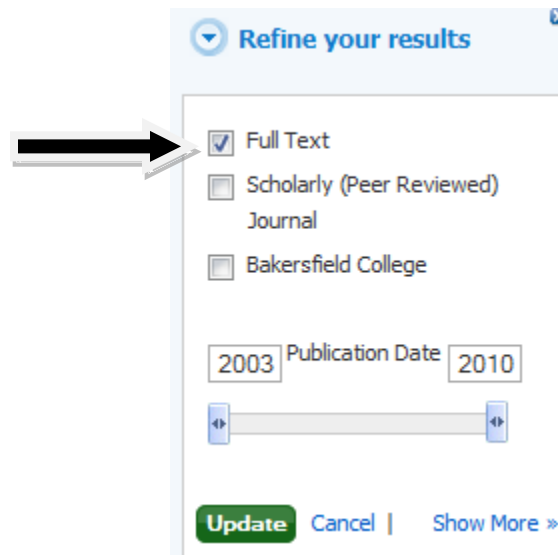 Refine your results
Full Text
Scholarly (Peer Reviewed)
Journal
Bakersfield College
2003 Publication Date 2010
Update Cancel | Show More »